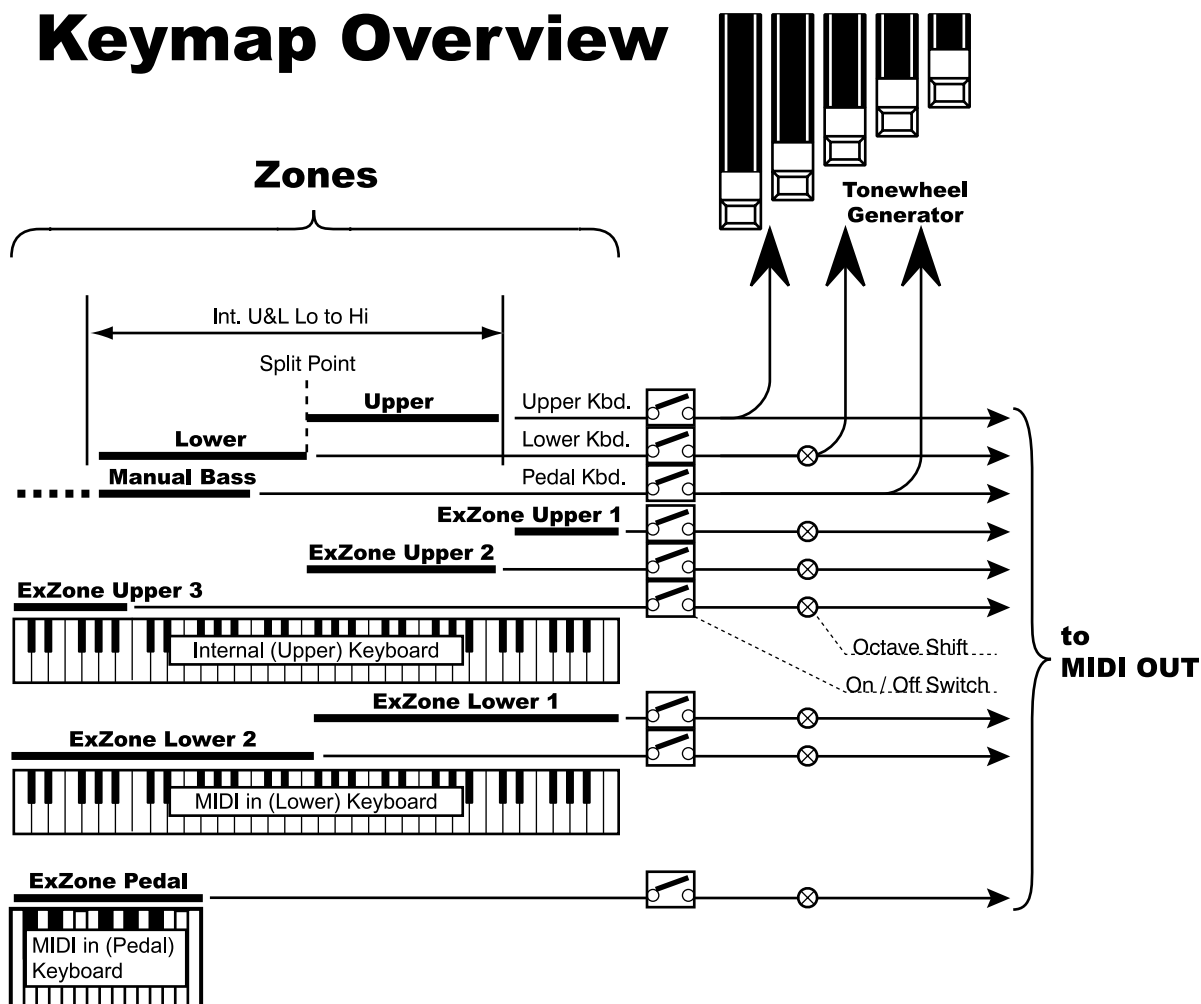 Keymap Overview
Zones
Tonewheel
Generator
Int. U&L Lo to Hi
Split Point
Upper
Upper Kbd.
Lower
Lower Kbd.
Manual Bass
Pedal Kbd.
ExZone Upper 1
ExZone Upper 2
ExZone Upper 3
Internal (Upper) Keyboard
Octave Shift
to
MIDI OUT
On / Off Switch
ExZone Lower 1
ExZone Lower 2
MIDI in (Lower) Keyboard
ExZone Pedal
MIDI in (Pedal)
Keyboard